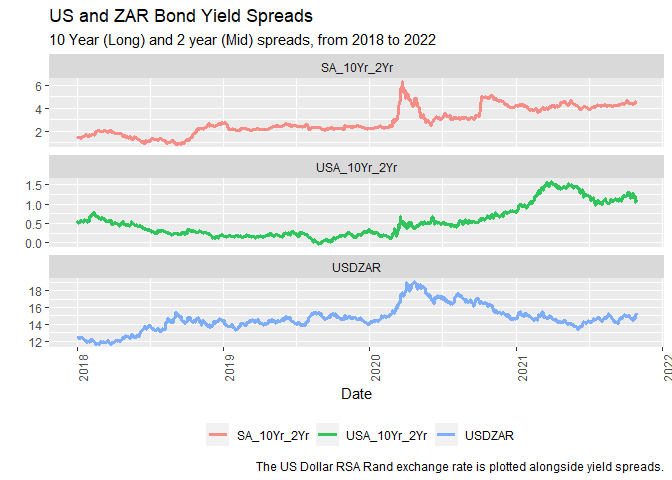 US and ZAR Bond Yield Spreads
10 Year (Long) and 2 year (Mid) spreads, from 2018 to 2022
SA_10Yr_2Yr
6
4
2
USA_10Yr_2Yr
1.5
1.0
0.5
0.0
USDZAR
18
16
14
12
2018
2019
2020
2021
2022
Date
SA_10Yr_2Yr USA_10Yr_2Yr USDZAR
The US Dollar RSA Rand exchange rate is plotted alongside yield spreads.